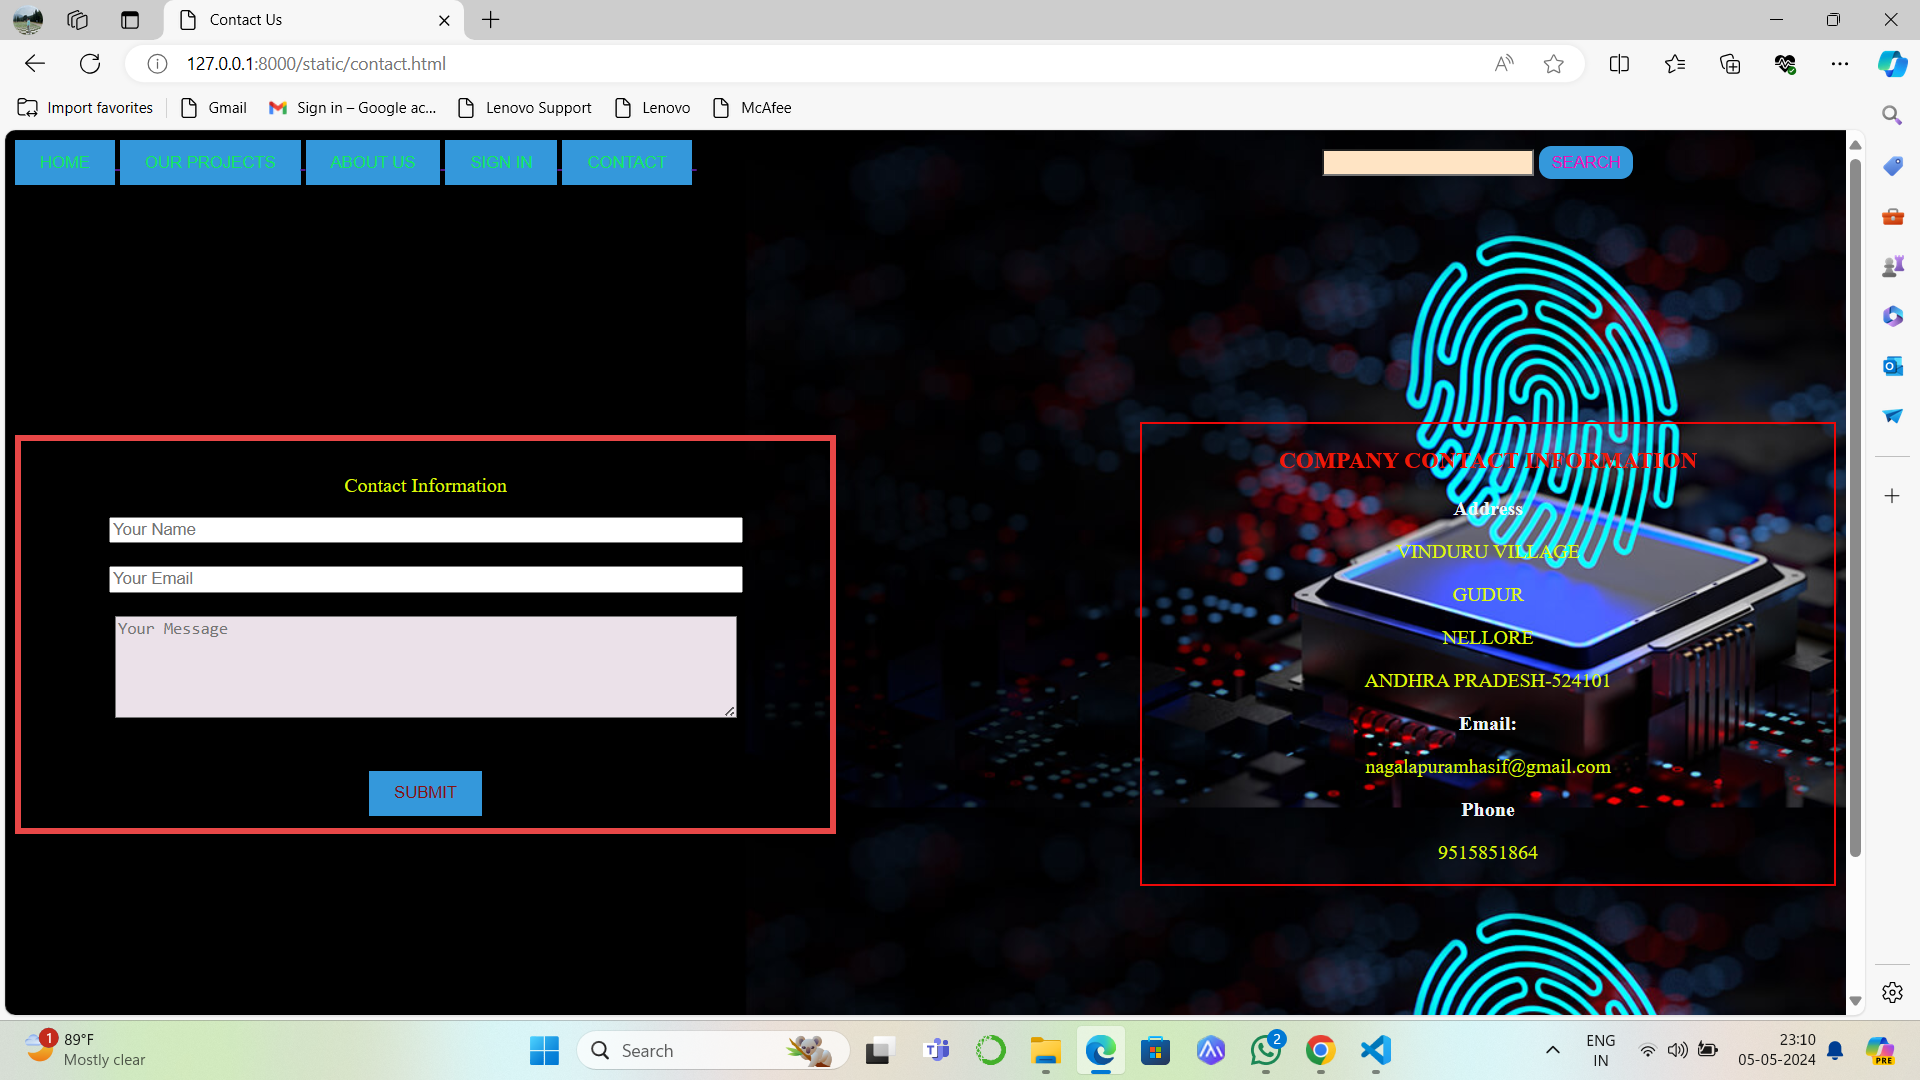 Contact Us
127.0.0.1:8000/static/contact.html
Import favorites
Gmail
Sign in – Google ac...
Lenovo Support
Lenovo
McAfee
HOME
OUR PROJECTS
ABOUT US
SIGN IN
CONTACT
SEARCH
Contact Information
Your Name
Your Email
Your Message
SUBMIT
COMPANY CONTACT INFORMATION
Address
VINDURU VILLAGE
GUDUR
NELLORE
ANDHRA PRADESH-524101
Email:
nagalapuramhasif@gmail.com
Phone
9515851864
1
89°F
Mostly clear
Search
2
ENG
IN
23:10
05-05-2024
PRE